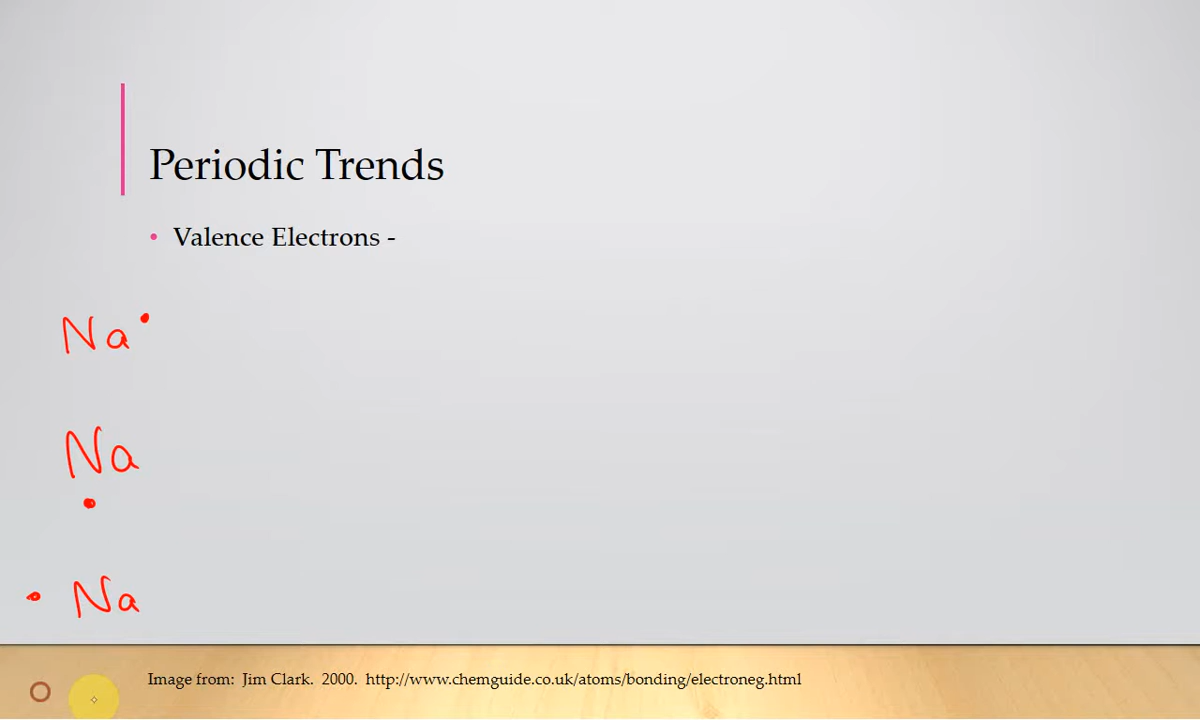 Periodic Trends
• Valence Electrons -
Na
Na
Na
Image from: Jim Clark. 2000. http://www.chemguide.co.uk/atoms/bonding/electroneg.html